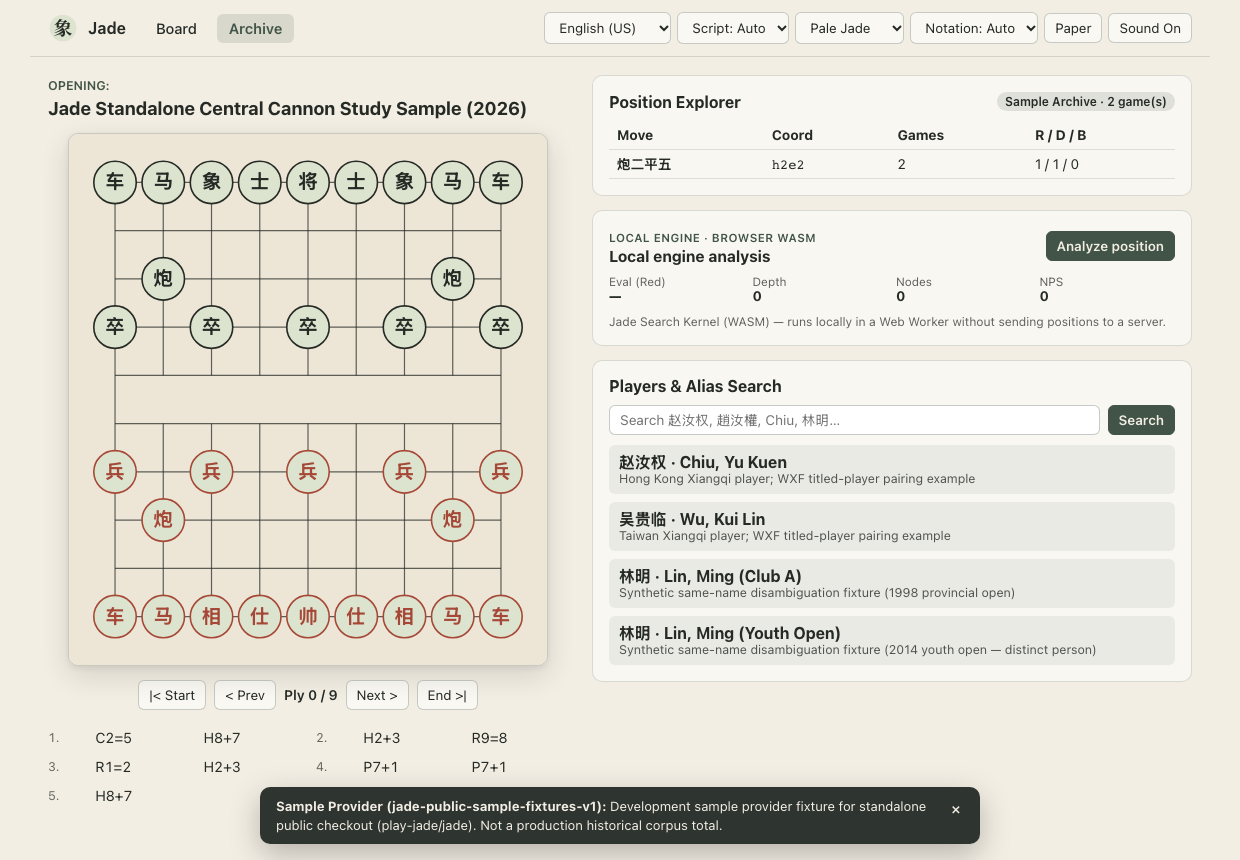 象 Jade Board Archive English (US) Script: Auto Pale Jade Notation: Auto Paper Sound On
OPENING:
Jade Standalone Central Cannon Study Sample (2026)
车 马 象 士 将 士 象 马 车
炮 炮
卒 卒 卒 卒 卒
兵 兵 兵 兵 兵
炮 炮
车 马 相 仕 帅 仕 相 马 车
|< Start < Prev Ply 0 / 9 Next > End >|
1. C2=5 H8+7 2. H2+3 R9=8
3. R1=2 H2+3 4. P7+1 P7+1
5. H8+7
Position Explorer Sample Archive · 2 game(s)
Move Coord Games R / D / B
炮二平五 h2e2 2 1 / 1 / 0
LOCAL ENGINE · BROWSER WASM
Local engine analysis Analyze position
Eval (Red) Depth Nodes NPS
— 0 0 0
Jade Search Kernel (WASM) — runs locally in a Web Worker without sending positions to a server.
Players & Alias Search
Search 赵汝权, 趙汝權, Chiu, 林明... Search
赵汝权 · Chiu, Yu Kuen
Hong Kong Xiangqi player; WXF titled-player pairing example
吴贵临 · Wu, Kui Lin
Taiwan Xiangqi player; WXF titled-player pairing example
林明 · Lin, Ming (Club A)
Synthetic same-name disambiguation fixture (1998 provincial open)
林明 · Lin, Ming (Youth Open)
Synthetic same-name disambiguation fixture (2014 youth open — distinct person)
Sample Provider (jade-public-sample-fixtures-v1): Development sample provider fixture for standalone
public checkout (play-jade/jade). Not a production historical corpus total. ×